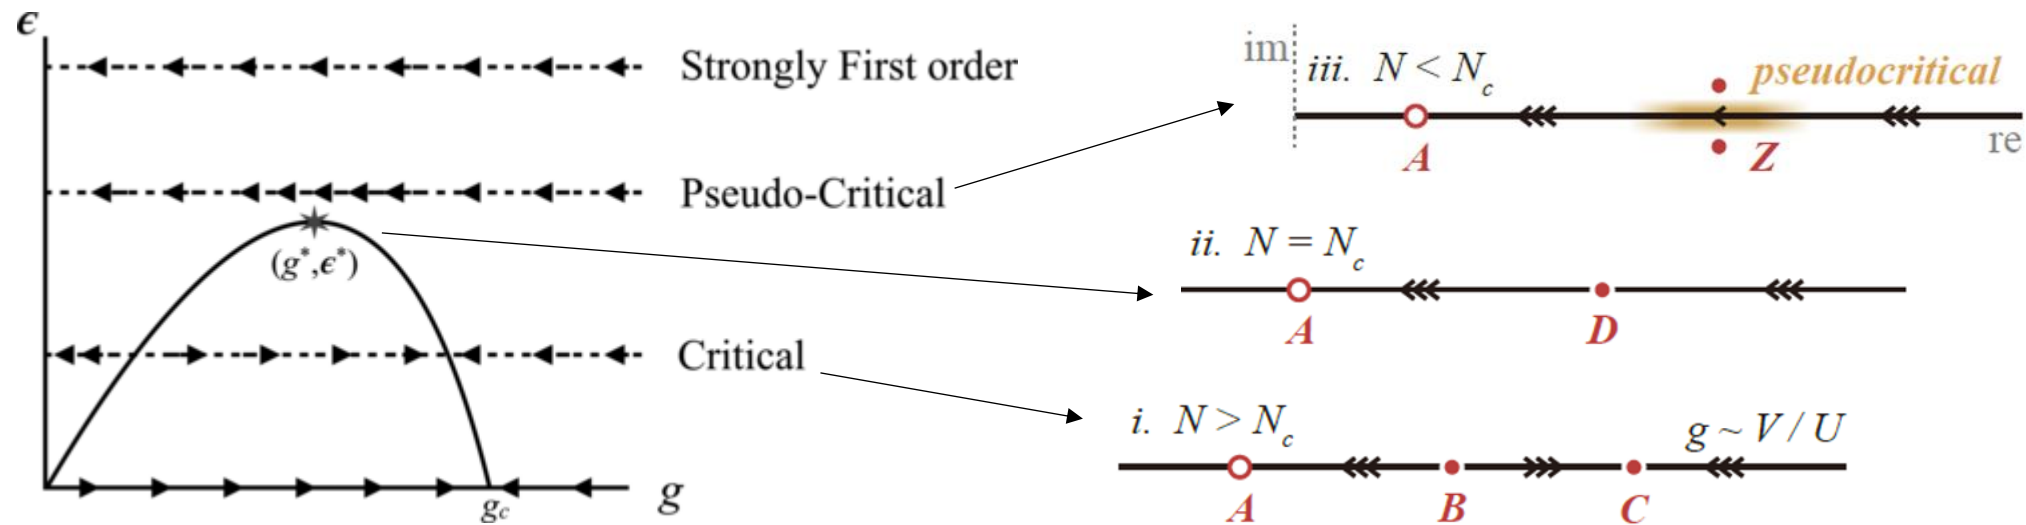 ϵ
Strongly First order
Pseudo-Critical
(g*,ϵ*)
Critical
g_c
g
im
iii. N < N_c
pseudocritical
re
A
Z
ii. N = N_c
A
D
i. N > N_c
g ~ V / U
A
B
C